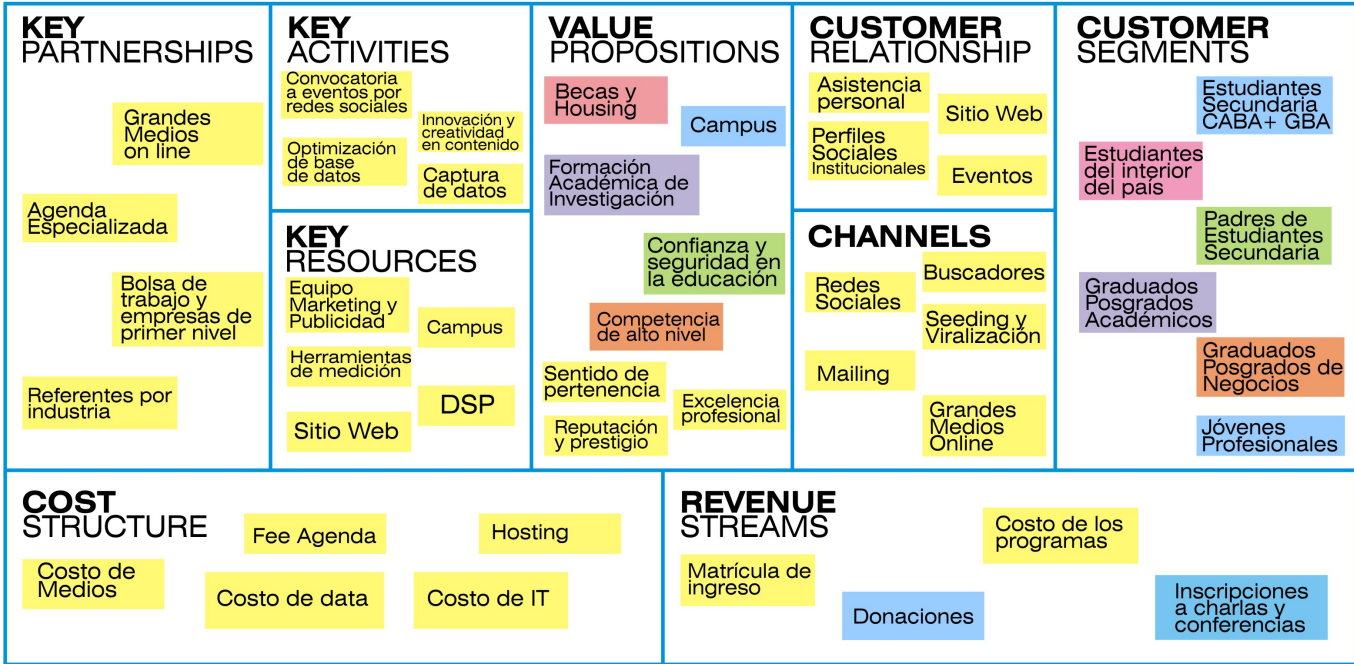 KEY
PARTNERSHIPS
Grandes
Medios
on line
Agenda
Especializada
Bolsa de
trabajo y
empresas de
primer nivel
Referentes por
industria
KEY
ACTIVITIES
Convocatoria
a eventos por
redes sociales
Innovación y
creatividad
en contenido
Optimización
de base
de datos
Captura
de datos
KEY
RESOURCES
Equipo
Marketing y
Publicidad
Campus
Herramientas
de medición
DSP
Sitio Web
VALUE
PROPOSITIONS
Becas y
Housing
Campus
Formación
Académica de
Investigación
Confianza y
seguridad en
la educación
Competencia
de alto nivel
Sentido de
pertenencia
Excelencia
profesional
Reputación
y prestigio
CUSTOMER
RELATIONSHIP
Asistencia
personal
Sitio Web
Perfiles
Sociales
Institucionales
Eventos
CHANNELS
Buscadores
Redes
Sociales
Seeding y
Viralización
Mailing
Grandes
Medios
Online
CUSTOMER
SEGMENTS
Estudiantes
Secundaria
CABA+ GBA
Estudiantes
del interior
del país
Padres de
Estudiantes
Secundaria
Graduados
Posgrados
Académicos
Graduados
Posgrados de
Negocios
Jóvenes
Profesionales
COST
STRUCTURE
Fee Agenda
Hosting
Costo de
Medios
Costo de data
Costo de IT
REVENUE
STREAMS
Costo de los
programas
Matrícula de
ingreso
Donaciones
Inscripciones
a charlas y
conferencias